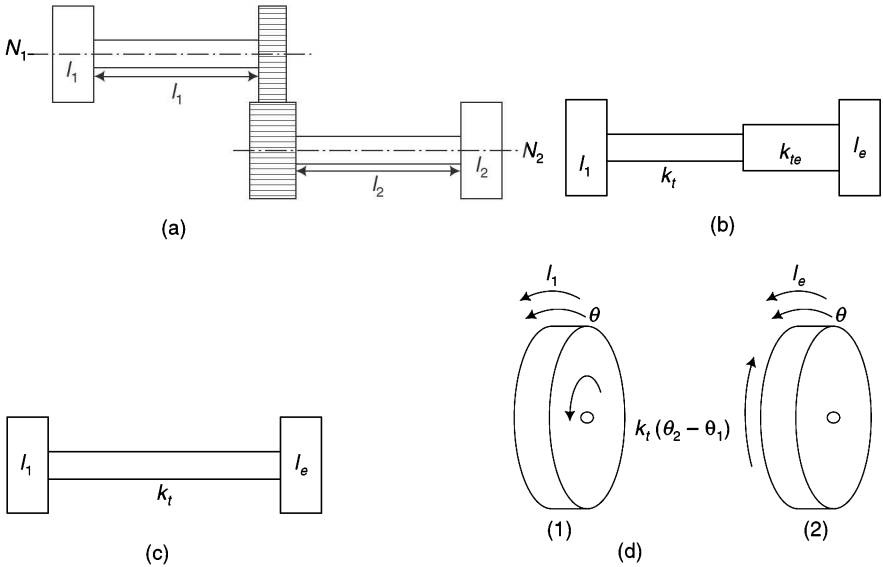 N1
I1
l1
I2
N2
l2
(a)
I1
kt
kte
Ie
(b)
I1
kt
Ie
(c)
I1
θ
Ie
θ
kt (θ2 − θ1)
(1)
(2)
(d)